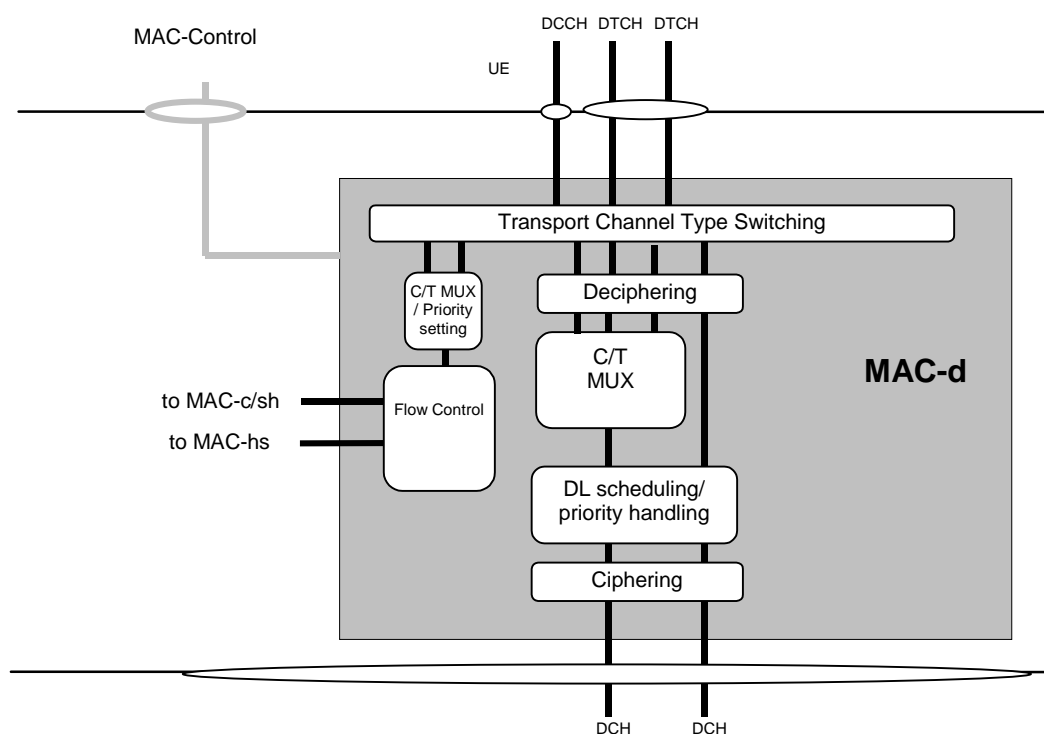 DCCH DTCH DTCH
MAC-Control
UE
Transport Channel Type Switching
C/T MUX
/ Priority
setting
Deciphering
C/T
MUX
MAC-d
to MAC-c/sh
Flow Control
to MAC-hs
DL scheduling/
priority handling
Ciphering
DCH DCH